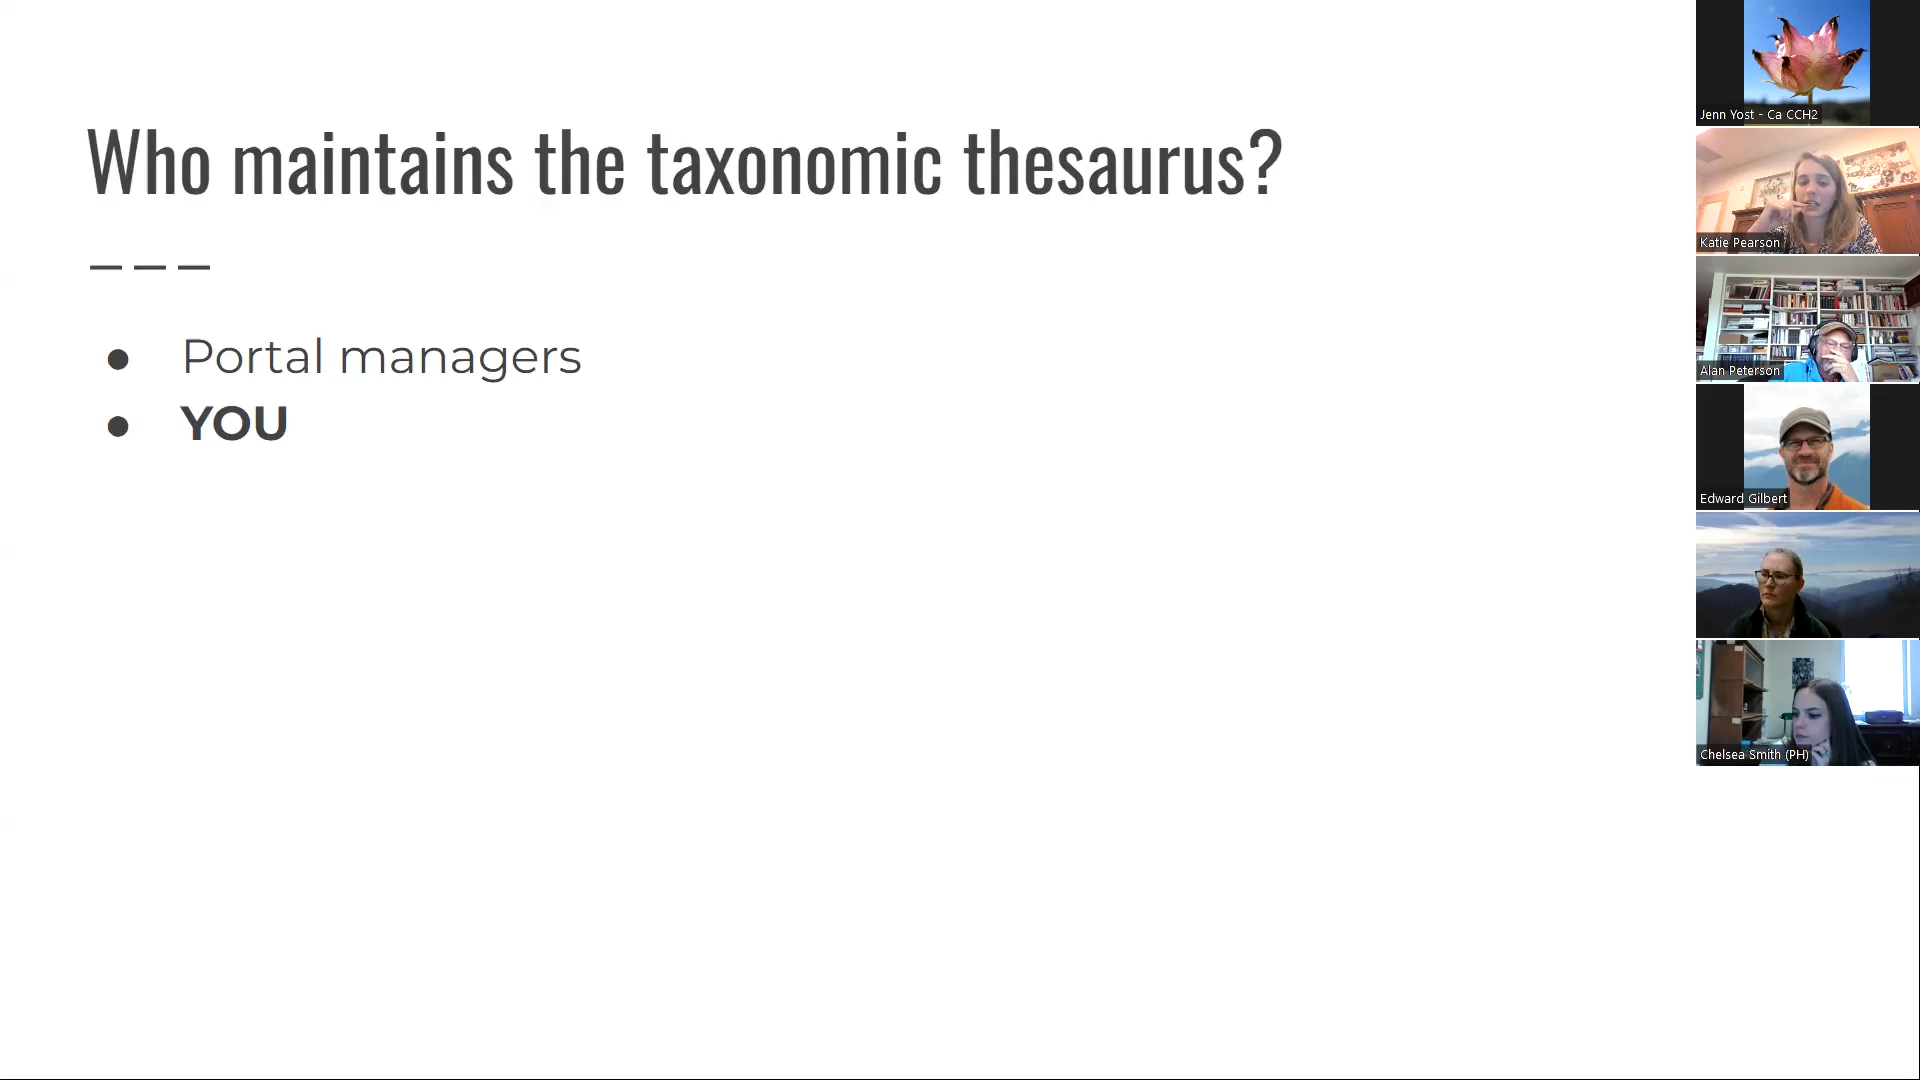 Who maintains the taxonomic thesaurus?
● Portal managers
● YOU
Jenn Yost - Ca CCH2
Katie Pearson
Alan Peterson
Edward Gilbert
Chelsea Smith (PH)